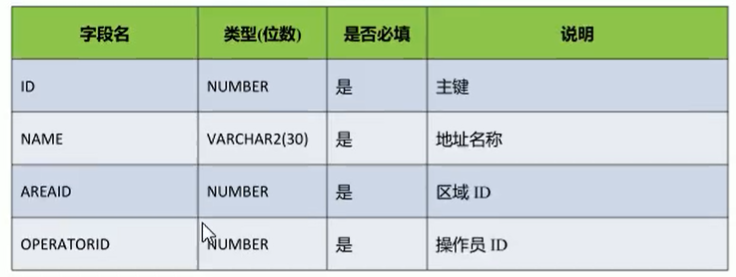 字段名 类型(位数) 是否必填 说明
ID NUMBER 是 主键
NAME VARCHAR2(30) 是 地址名称
AREAID NUMBER 是 区域 ID
OPERATORID NUMBER 是 操作员 ID